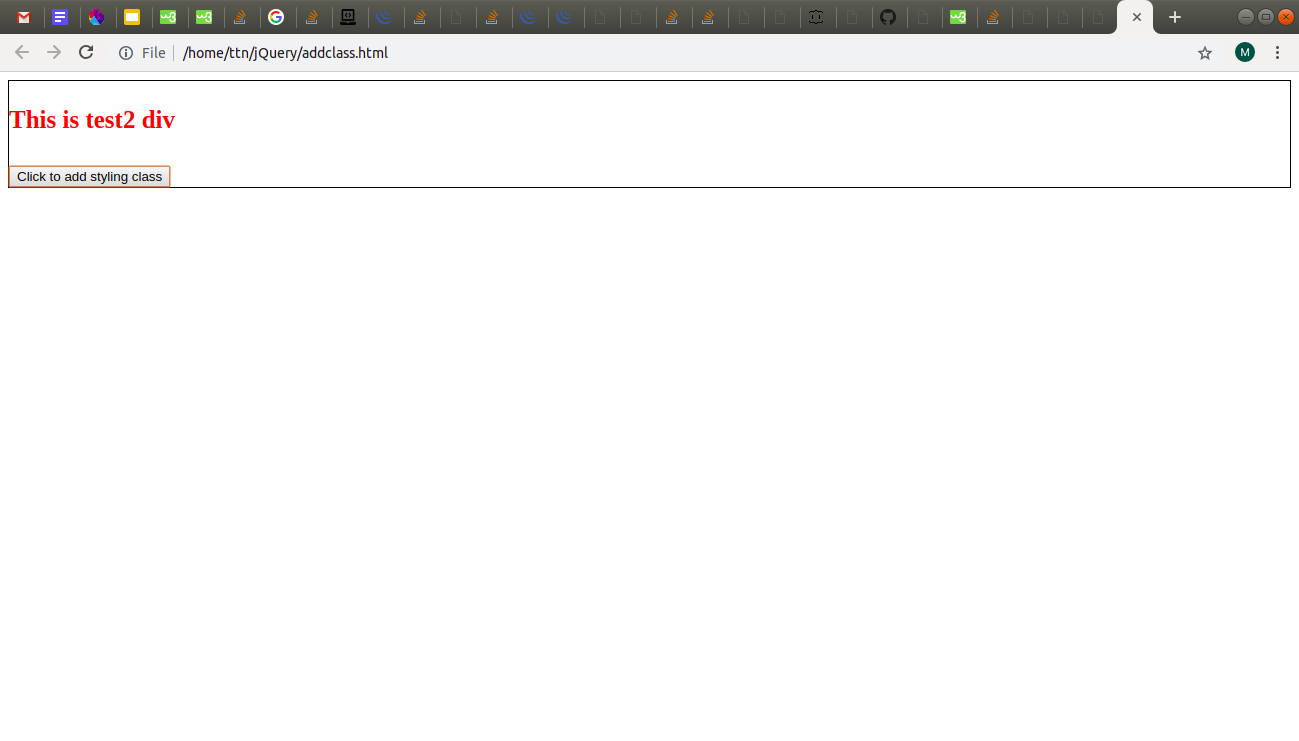 File /home/ttn/jQuery/addclass.html
M
This is test2 div
Click to add styling class